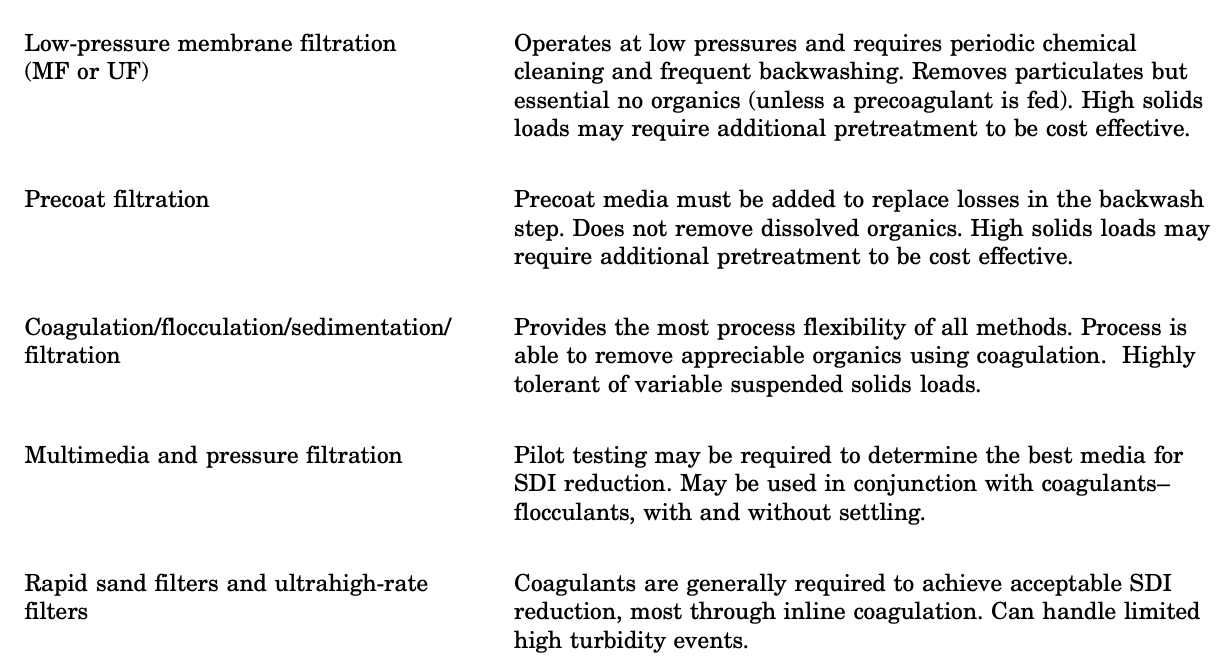 Low-pressure membrane filtration
(MF or UF)
Operates at low pressures and requires periodic chemical
cleaning and frequent backwashing. Removes particulates but
essential no organics (unless a precoagulant is fed). High solids
loads may require additional pretreatment to be cost effective.
Precoat filtration
Precoat media must be added to replace losses in the backwash
step. Does not remove dissolved organics. High solids loads may
require additional pretreatment to be cost effective.
Coagulation/flocculation/sedimentation/
filtration
Provides the most process flexibility of all methods. Process is
able to remove appreciable organics using coagulation.  Highly
tolerant of variable suspended solids loads.
Multimedia and pressure filtration
Pilot testing may be required to determine the best media for
SDI reduction. May be used in conjunction with coagulants–
flocculants, with and without settling.
Rapid sand filters and ultrahigh-rate
filters
Coagulants are generally required to achieve acceptable SDI
reduction, most through inline coagulation. Can handle limited
high turbidity events.